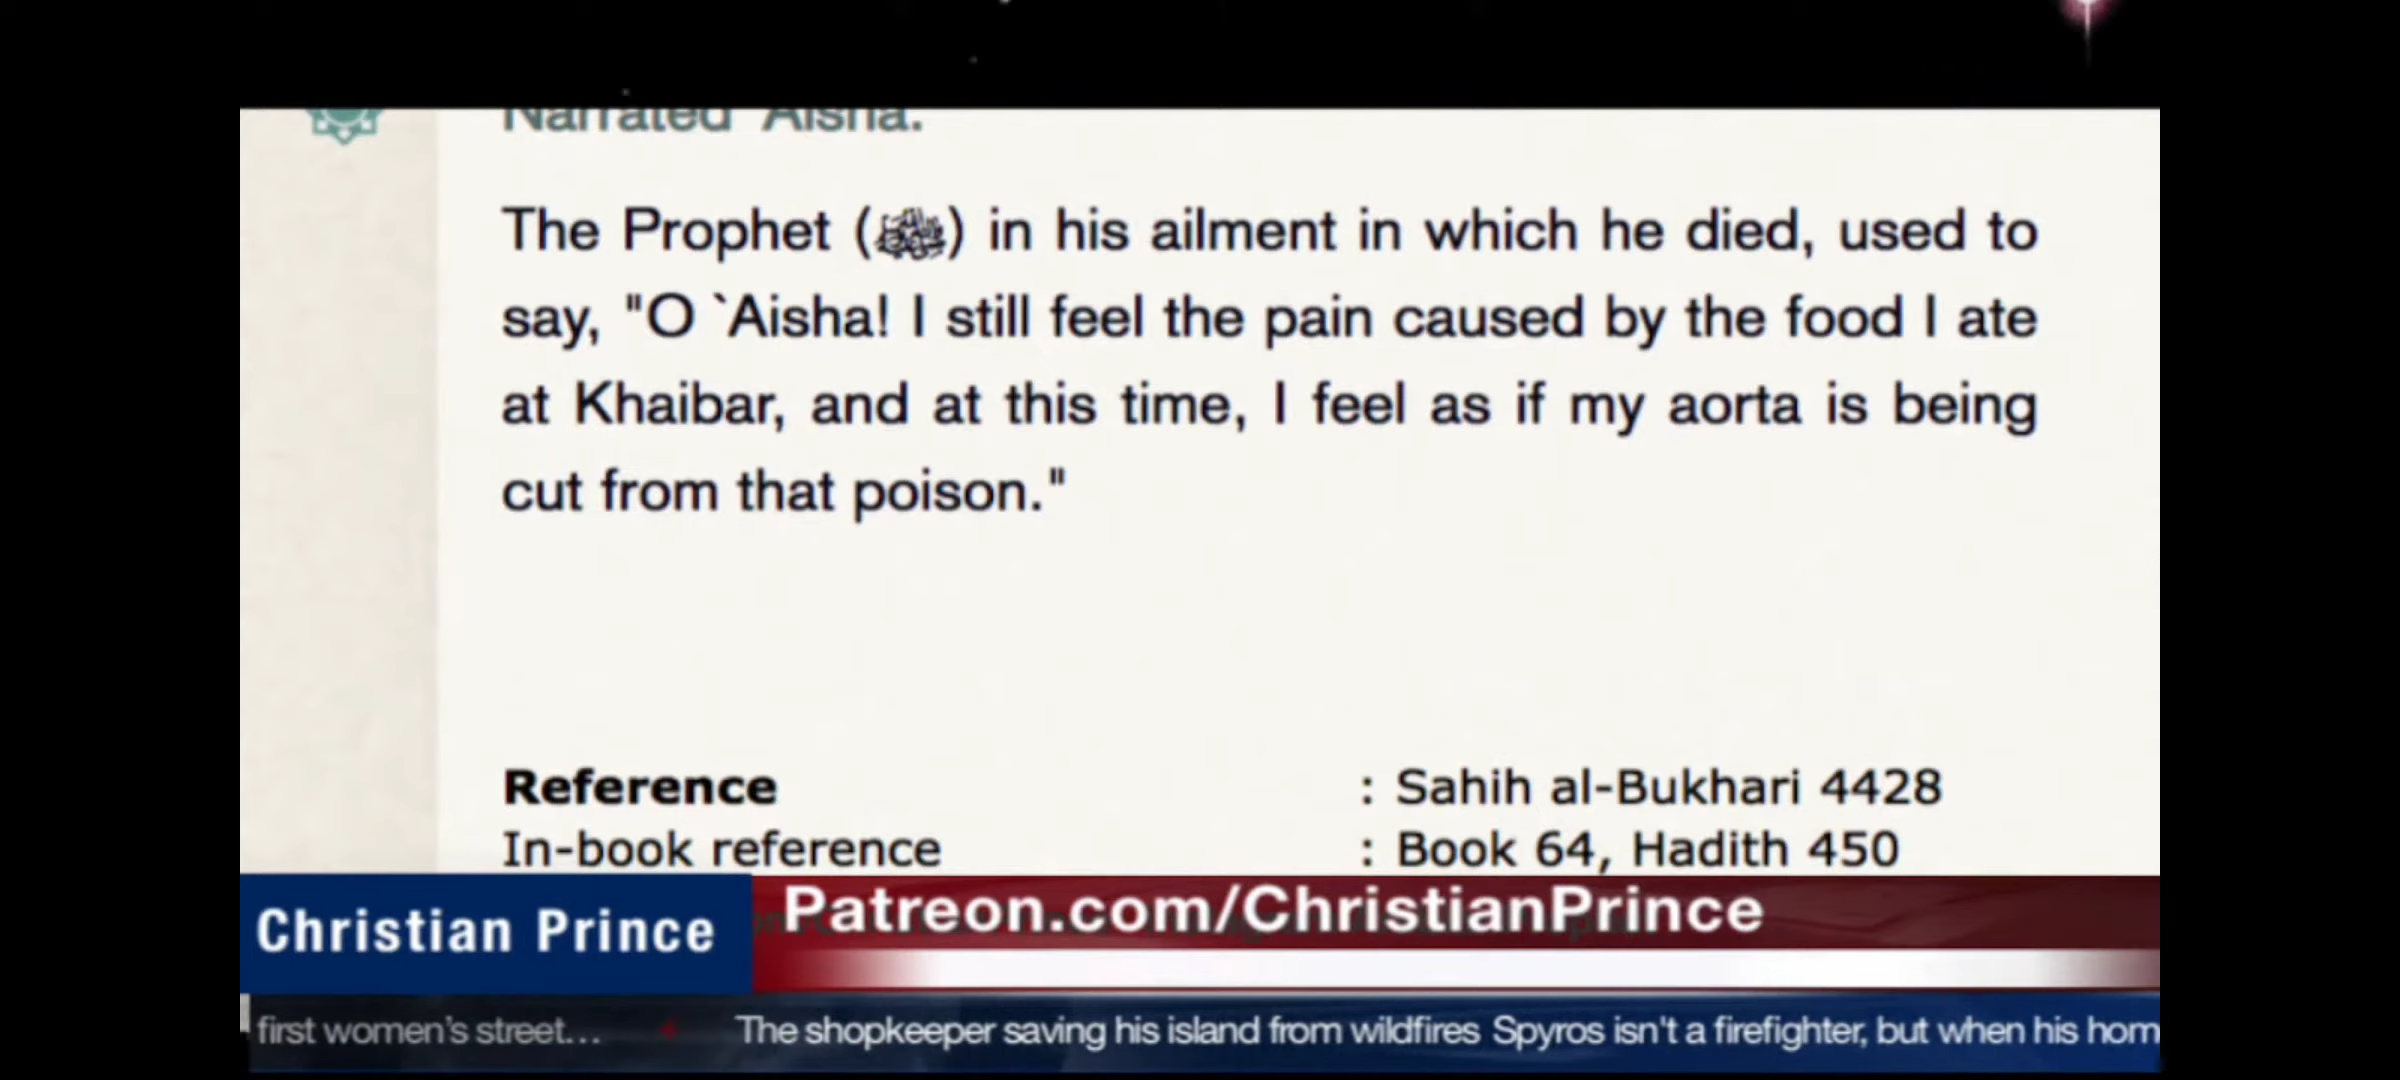 Narrated `Aisha:
The Prophet (ﷺ) in his ailment in which he died, used to
say, "O `Aisha! I still feel the pain caused by the food I ate
at Khaibar, and at this time, I feel as if my aorta is being
cut from that poison."
Reference : Sahih al-Bukhari 4428
In-book reference : Book 64, Hadith 450
Christian Prince
Patreon.com/ChristianPrince
first women's street... The shopkeeper saving his island from wildfires Spyros isn't a firefighter, but when his hom